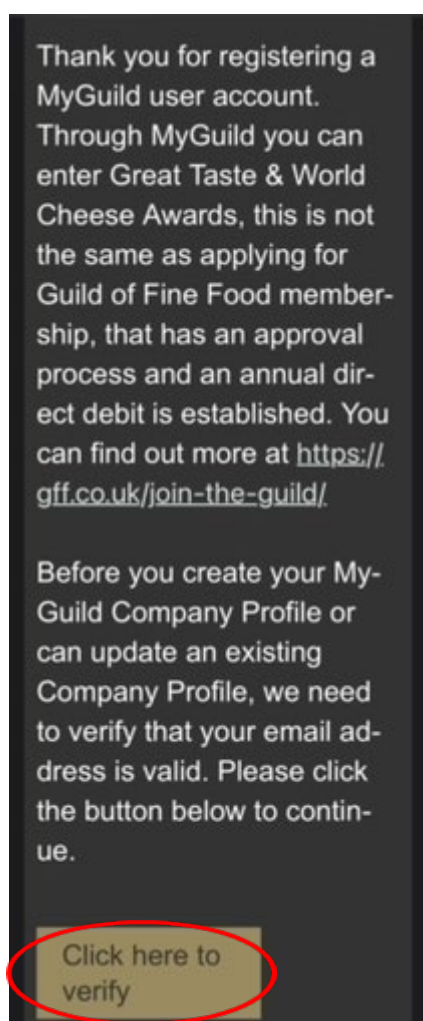 Thank you for registering a
MyGuild user account.
Through MyGuild you can
enter Great Taste & World
Cheese Awards, this is not
the same as applying for
Guild of Fine Food member-
ship, that has an approval
process and an annual dir-
ect debit is established. You
can find out more at https://
gff.co.uk/join-the-guild/
Before you create your My-
Guild Company Profile or
can update an existing
Company Profile, we need
to verify that your email ad-
dress is valid. Please click
the button below to contin-
ue.
Click here to
verify